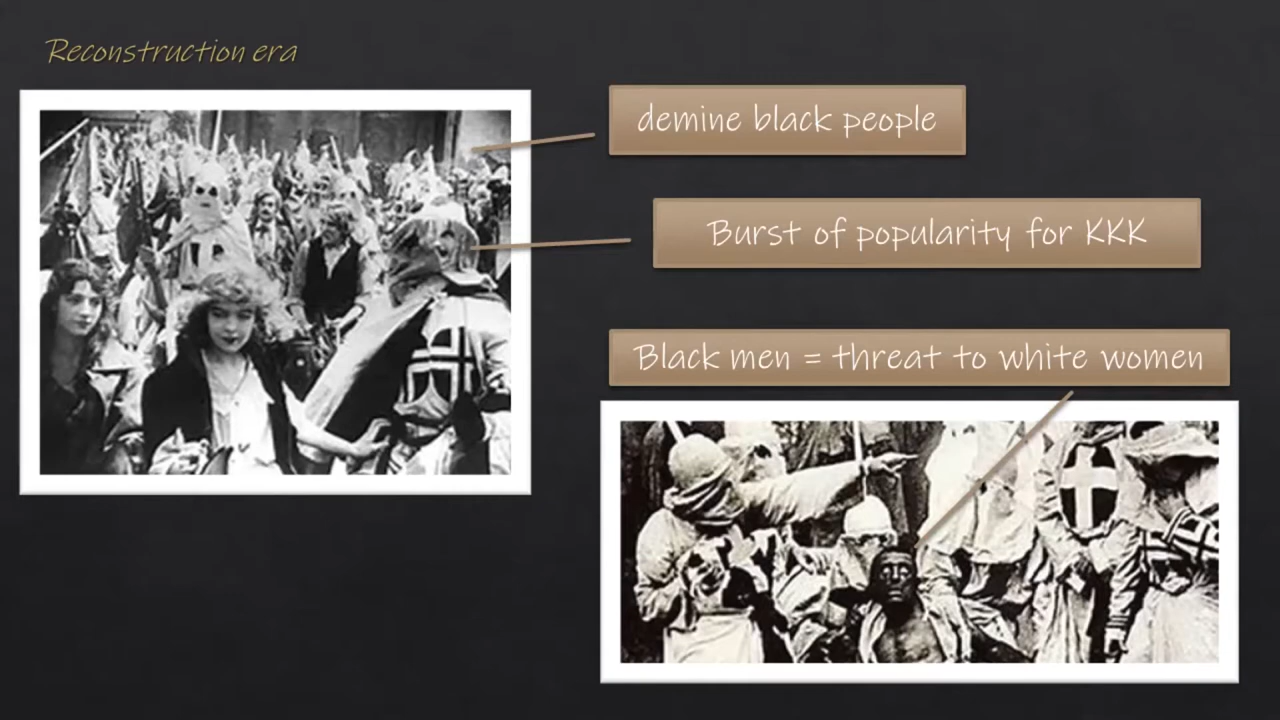 Reconstruction era
demine black people
Burst of popularity for KKK
Black men = threat to white women